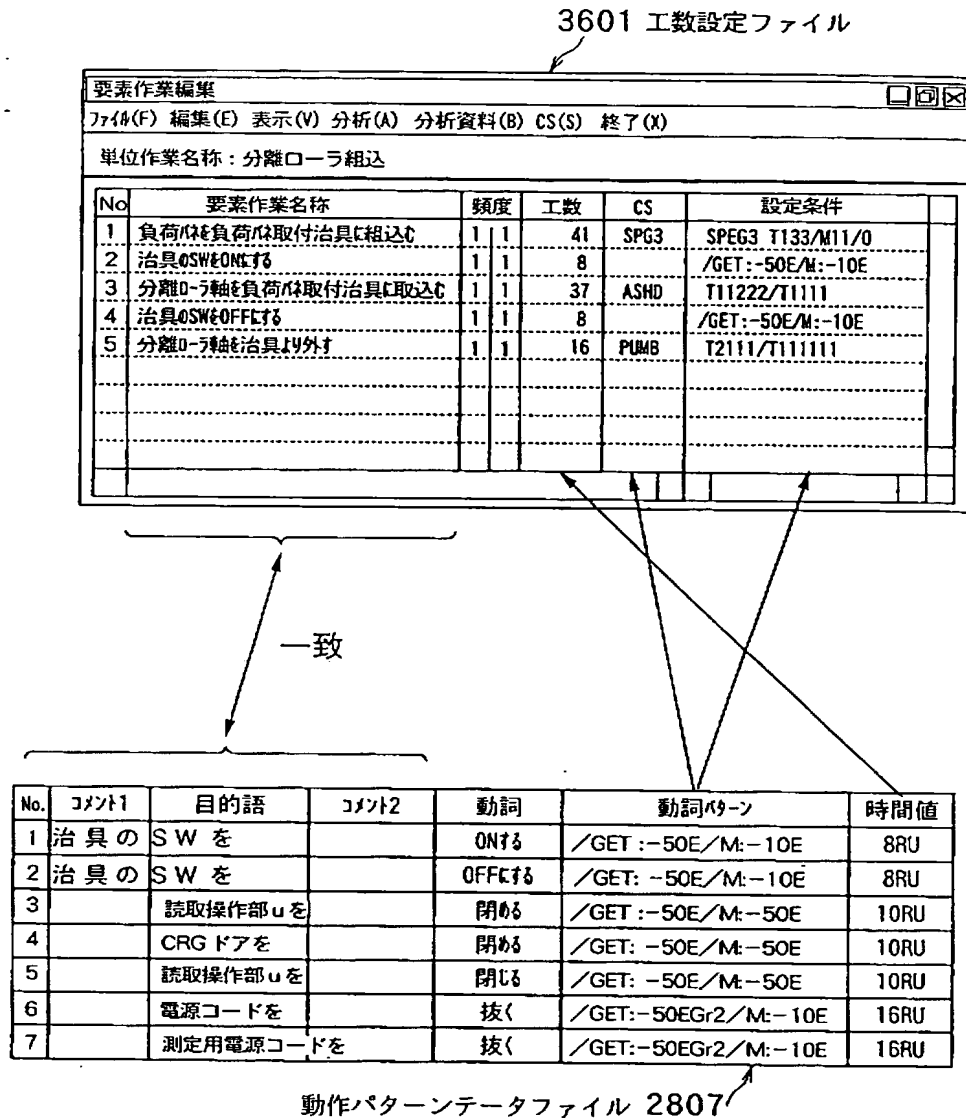 3601 工数設定ファイル
要素作業編集
ファイル(F) 編集(E) 表示(V) 分析(A) 分析資料(B) CS(S) 終了(X)
単位作業名称：分離ローラ組込
No 要素作業名称 頻度 工数 CS 設定条件
1 負荷バネを負荷バネ取付治具に組込む 1 1 41 SPG3 SPEG3 T133/M11/0
2 治具のSWをONにする 1 1 8 /GET:-50E/M:-10E
3 分離ローラ軸を負荷バネ取付治具に取込む 1 1 37 ASHD T11222/T1111
4 治具のSWをOFFにする 1 1 8 /GET:-50E/M:-10E
5 分離ローラ軸を治具より外す 1 1 16 PUMB T2111/T111111
一致
No. コメント1 目的語 コメント2 動詞 動詞パターン 時間値
1 治具の SWを ONする /GET:-50E/M:-10E 8RU
2 治具の SWを OFFにする /GET: -50E/M:-10E 8RU
3 読取操作部uを 閉める /GET:-50E/M:-50E 10RU
4 CRGドアを 閉める /GET: -50E/M:-50E 10RU
5 読取操作部uを 閉じる /GET: -50E/M:-50E 10RU
6 電源コードを 抜く /GET:-50EGr2/M:-10E 16RU
7 測定用電源コードを 抜く /GET:-50EGr2/M:-10E 16RU
動作パターンテータファイル 2807